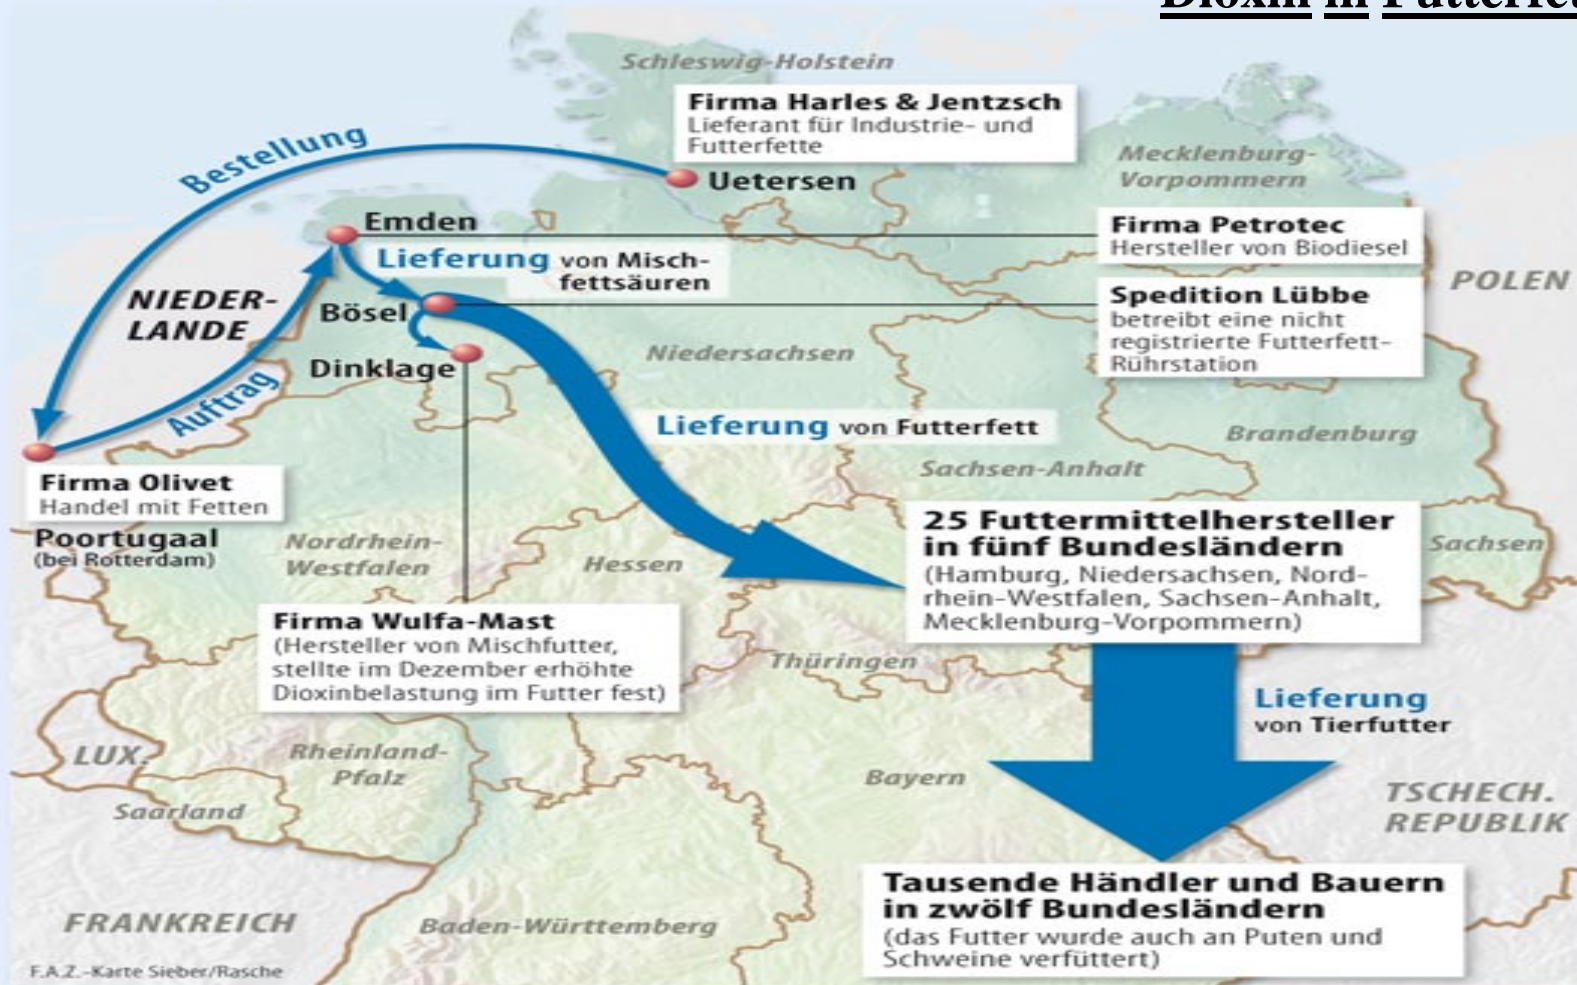 Dioxin in Futterfet
Schleswig-Holstein
Firma Harles & Jentzsch
Lieferant für Industrie- und
Futterfette
Bestellung
Mecklenburg-
Vorpommern
Uetersen
Emden
Firma Petrotec
Hersteller von Biodiesel
Lieferung von Misch-
fettsäuren
POLEN
NIEDER-
LANDE
Bösel
Spedition Lübbe
betreibt eine nicht
registrierte Futterfett-
Rührstation
Niedersachsen
Dinklage
Auftrag
Lieferung von Futterfett
Brandenburg
Sachsen-Anhalt
Firma Olivet
Handel mit Fetten
Poortugaal
(bei Rotterdam)
Nordrhein-
Westfalen
Hessen
25 Futtermittelhersteller
in fünf Bundesländern
(Hamburg, Niedersachsen, Nord-
rhein-Westfalen, Sachsen-Anhalt,
Mecklenburg-Vorpommern)
Sachsen
Firma Wulfa-Mast
(Hersteller von Mischfutter,
stellte im Dezember erhöhte
Dioxinbelastung im Futter fest)
Thüringen
Lieferung
von Tierfutter
LUX.
Rheinland-
Pfalz
Bayern
Saarland
TSCHECH.
REPUBLIK
Tausende Händler und Bauern
in zwölf Bundesländern
(das Futter wurde auch an Puten und
Schweine verfüttert)
FRANKREICH
Baden-Württemberg
F.A.Z.-Karte Sieber/Rasche